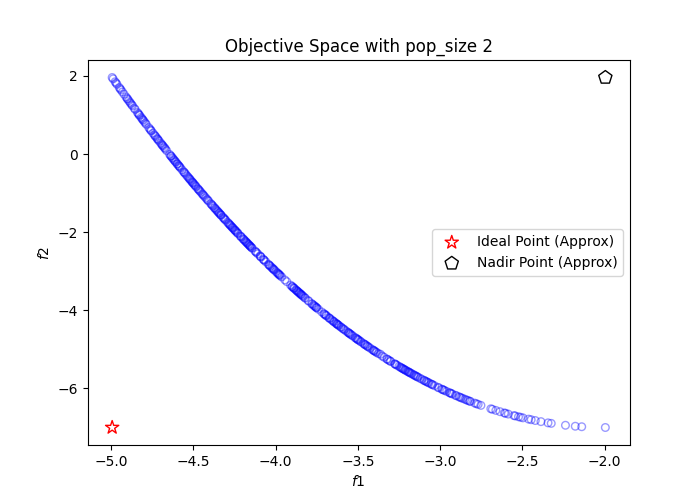 Objective Space with pop_size 2
2
0
−2
−4
−6
f2
Ideal Point (Approx)
Nadir Point (Approx)
−5.0 −4.5 −4.0 −3.5 −3.0 −2.5 −2.0
f1